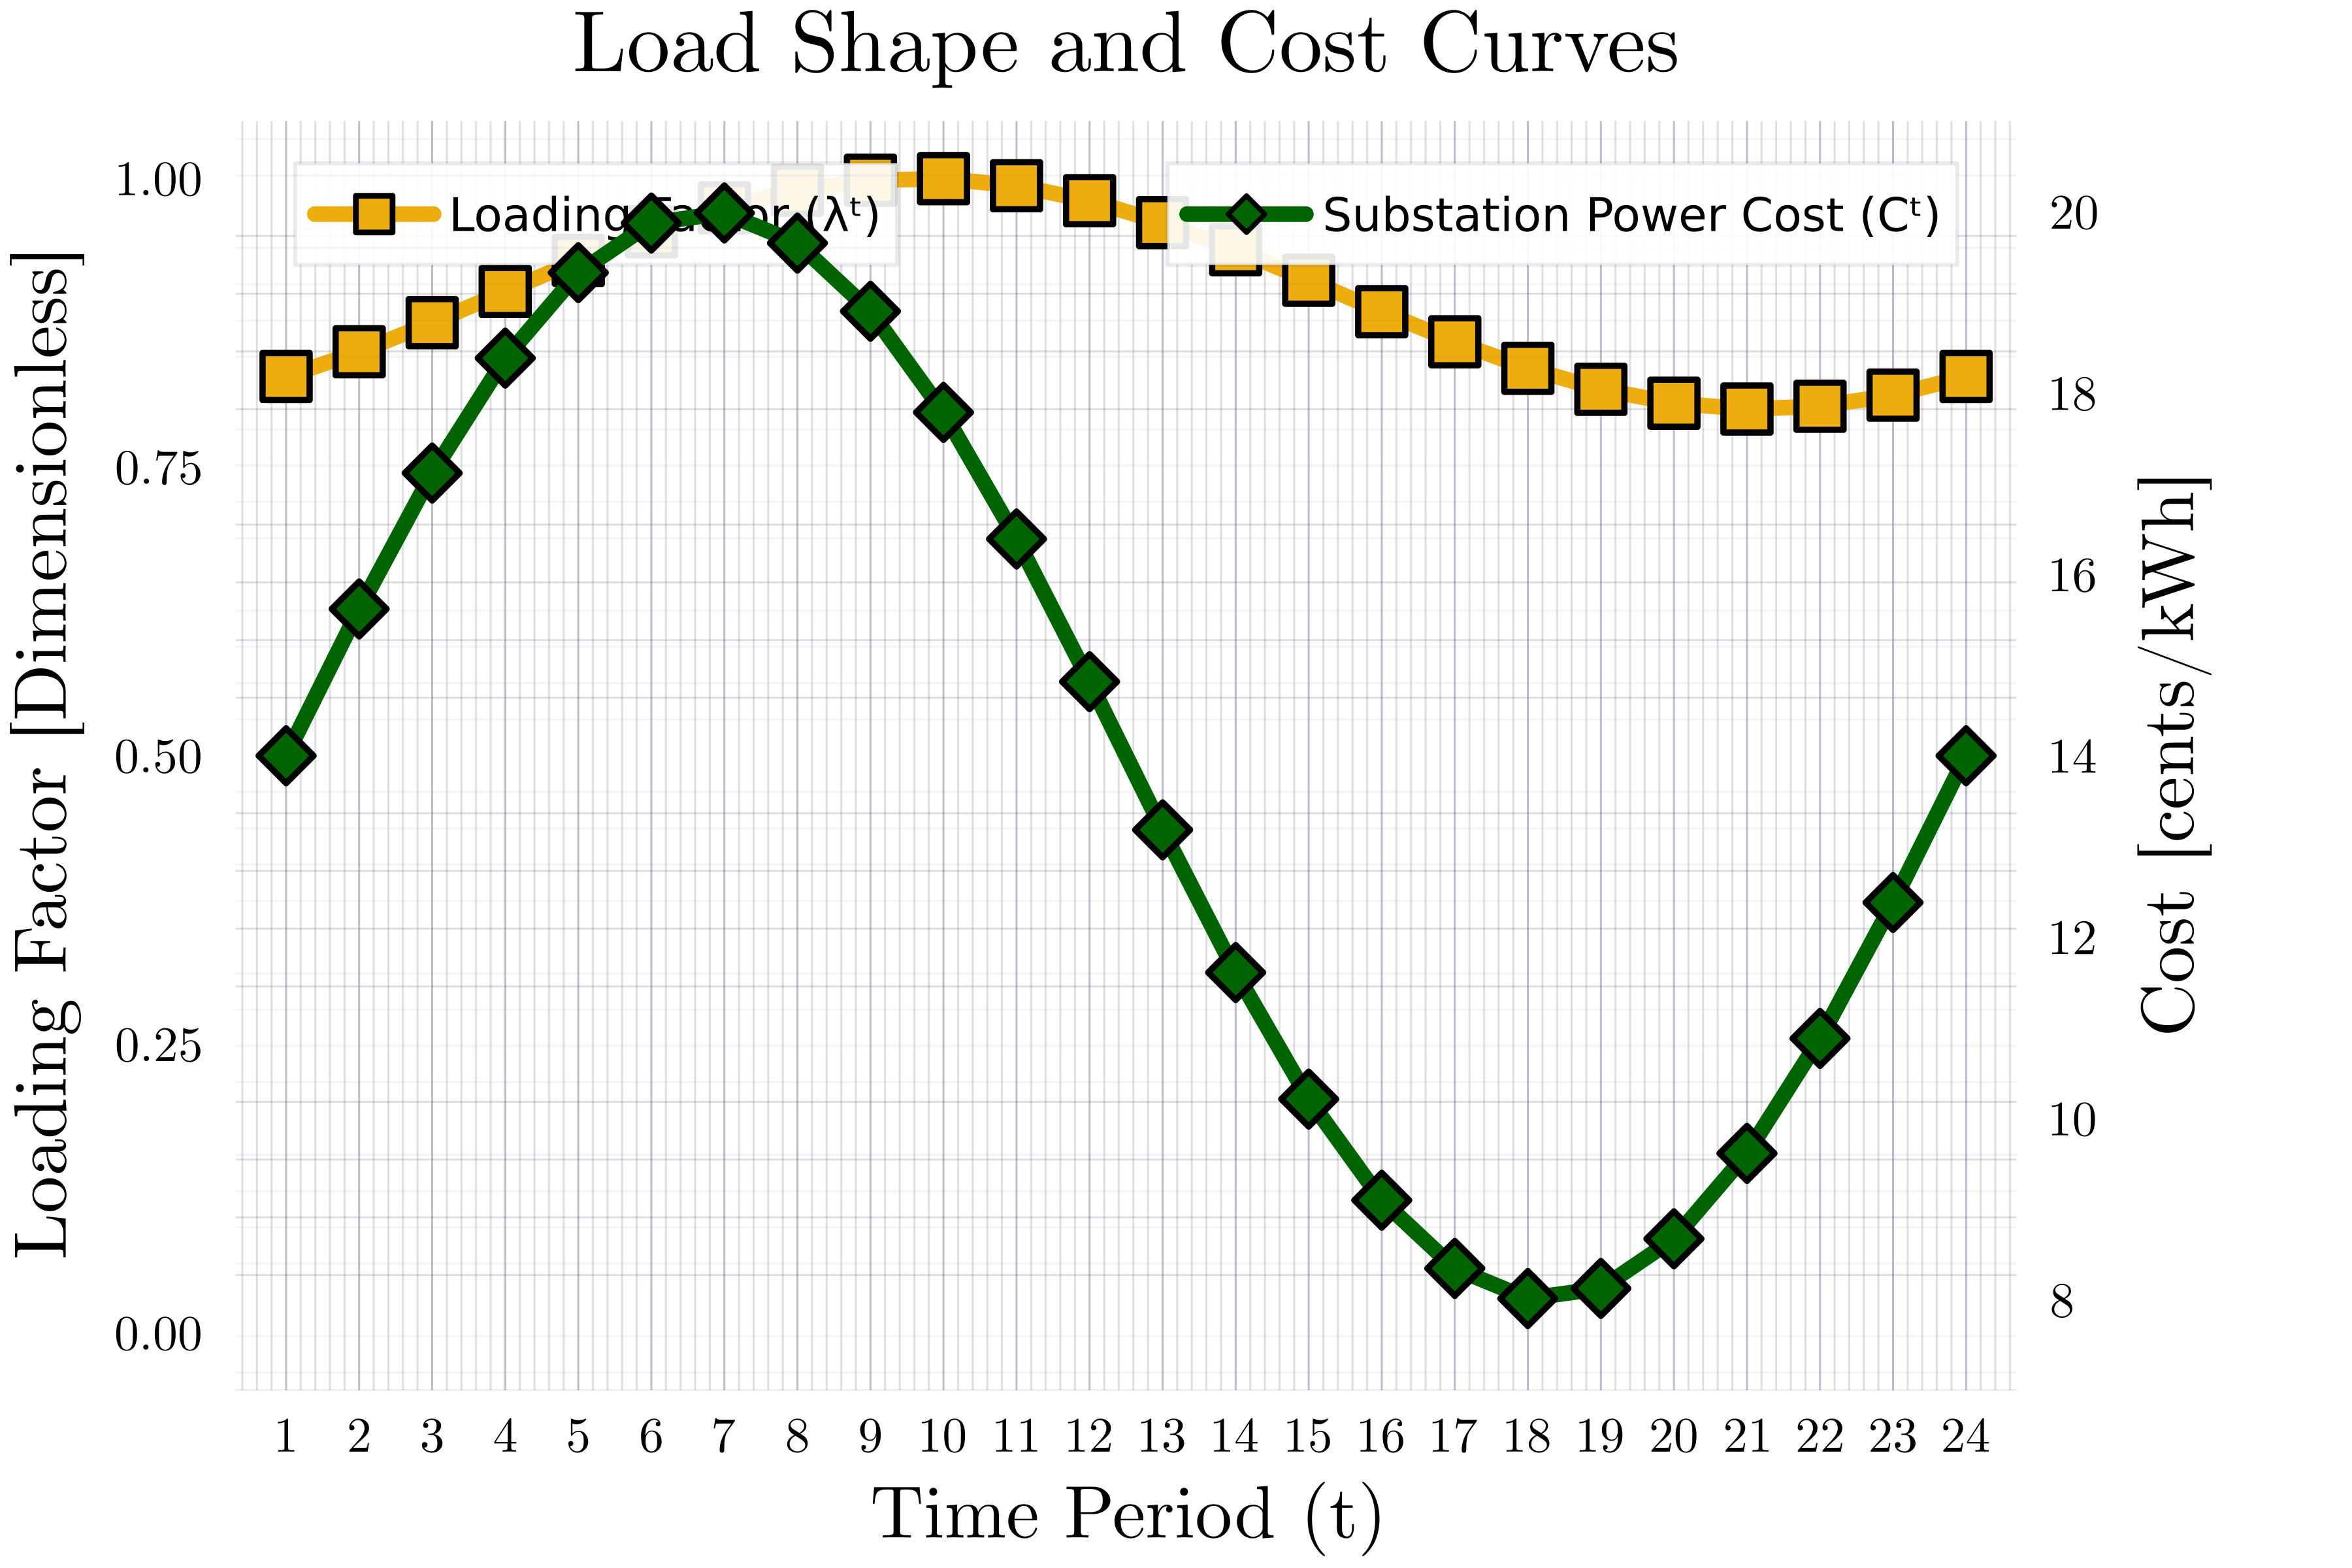 Load Shape and Cost Curves
Loading Factor (λᵗ)
Substation Power Cost (Cᵗ)
Loading Factor [Dimensionless]
1.00
0.75
0.50
0.25
0.00
20
18
16
14
12
10
8
Cost [cents/kWh]
1 2 3 4 5 6 7 8 9 10 11 12 13 14 15 16 17 18 19 20 21 22 23 24
Time Period (t)